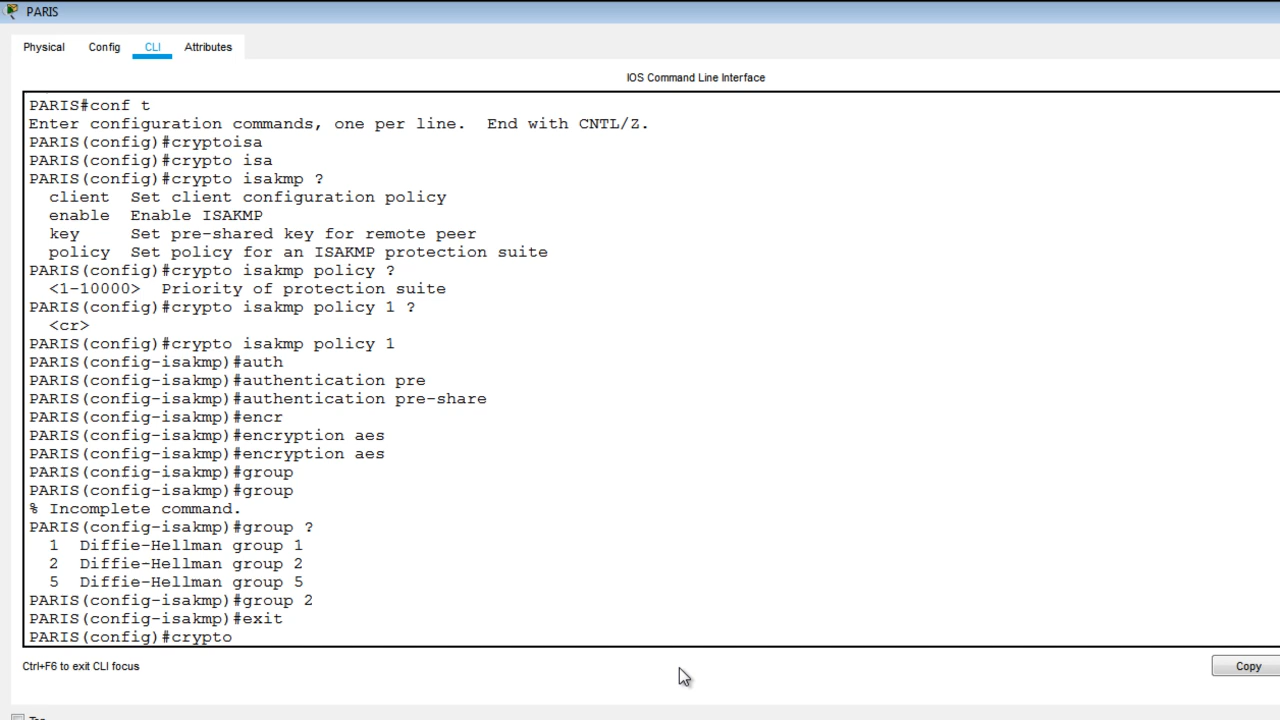 PARIS
Physical Config CLI Attributes
IOS Command Line Interface
PARIS#conf t
Enter configuration commands, one per line.  End with CNTL/Z.
PARIS(config)#cryptoisa
PARIS(config)#crypto isa
PARIS(config)#crypto isakmp ?
  client  Set client configuration policy
  enable  Enable ISAKMP
  key     Set pre-shared key for remote peer
  policy  Set policy for an ISAKMP protection suite
PARIS(config)#crypto isakmp policy ?
  <1-10000>  Priority of protection suite
PARIS(config)#crypto isakmp policy 1 ?
  <cr>
PARIS(config)#crypto isakmp policy 1
PARIS(config-isakmp)#auth
PARIS(config-isakmp)#authentication pre
PARIS(config-isakmp)#authentication pre-share
PARIS(config-isakmp)#encr
PARIS(config-isakmp)#encryption aes
PARIS(config-isakmp)#encryption aes
PARIS(config-isakmp)#group
PARIS(config-isakmp)#group
% Incomplete command.
PARIS(config-isakmp)#group ?
  1  Diffie-Hellman group 1
  2  Diffie-Hellman group 2
  5  Diffie-Hellman group 5
PARIS(config-isakmp)#group 2
PARIS(config-isakmp)#exit
PARIS(config)#crypto
Ctrl+F6 to exit CLI focus
Copy